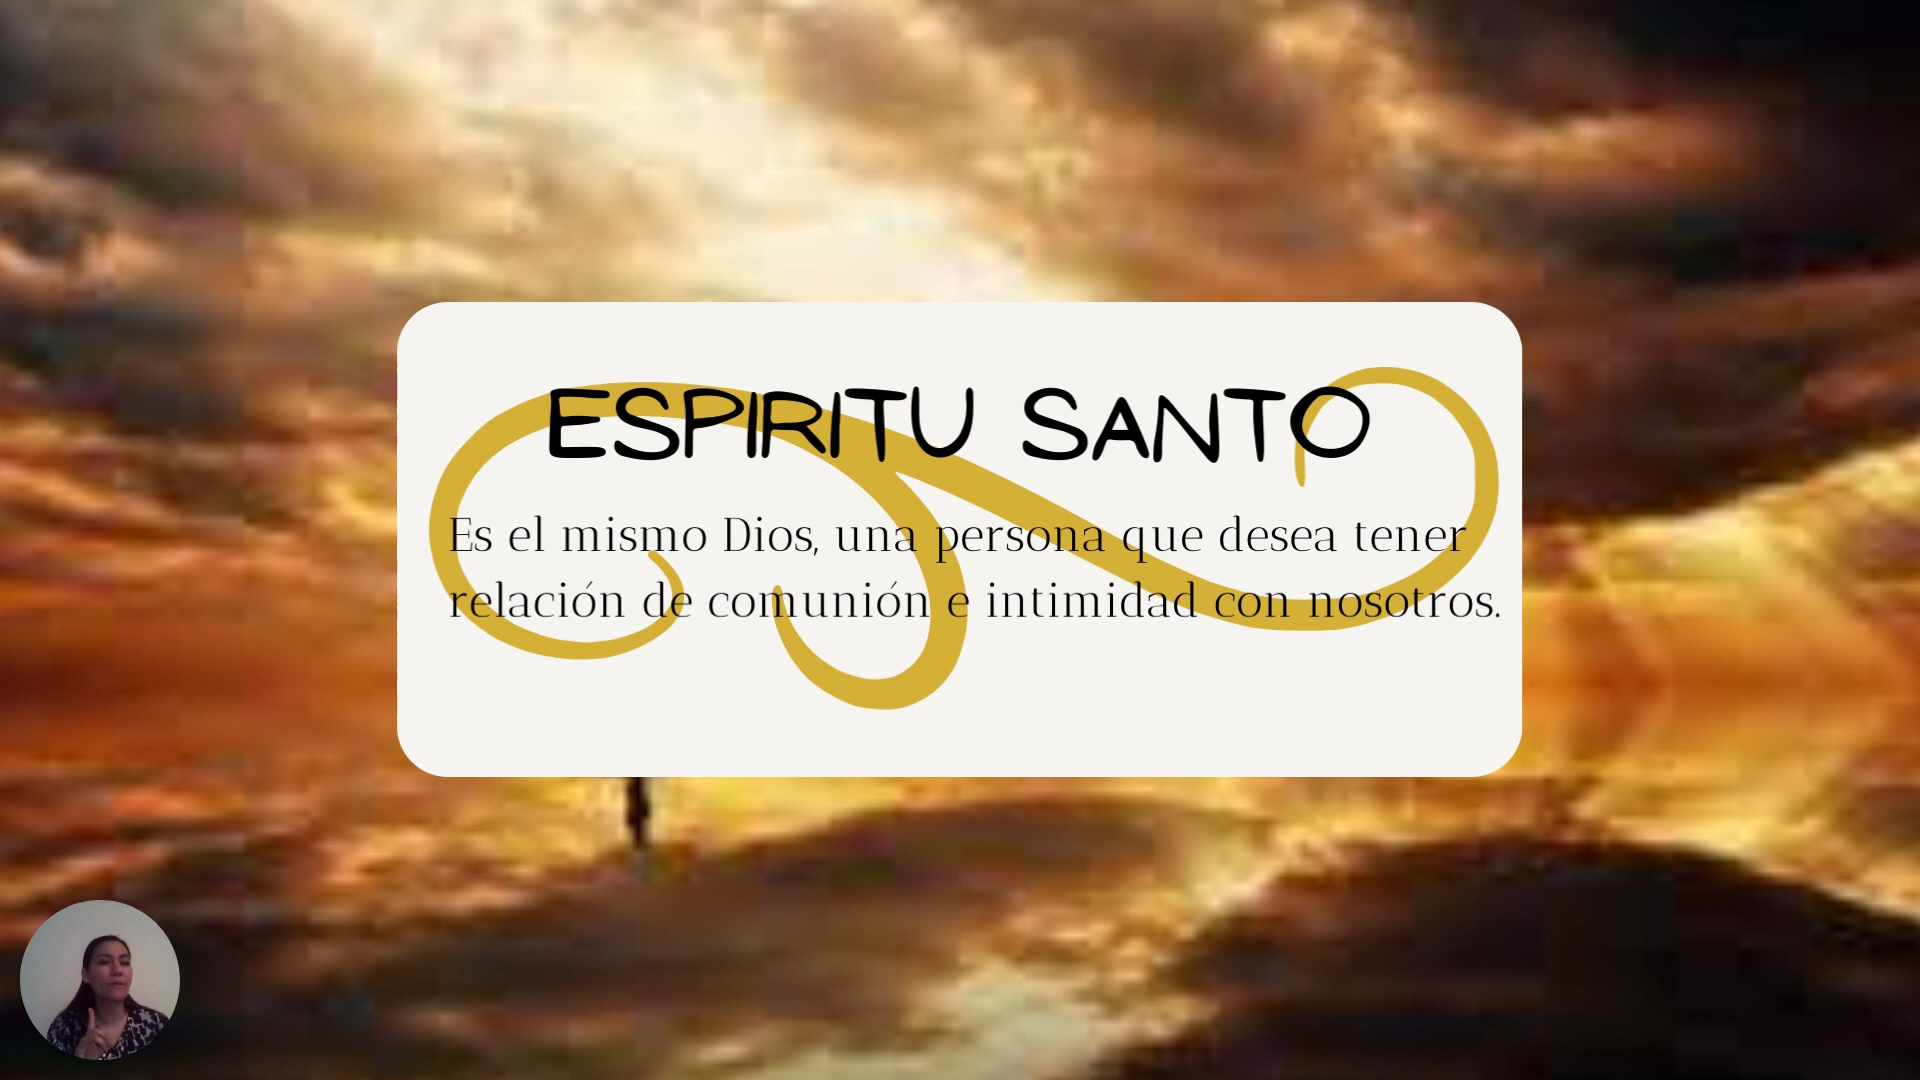 ESPIRITU SANTO
Es el mismo Dios, una persona que desea tener
relación de comunión e intimidad con nosotros.